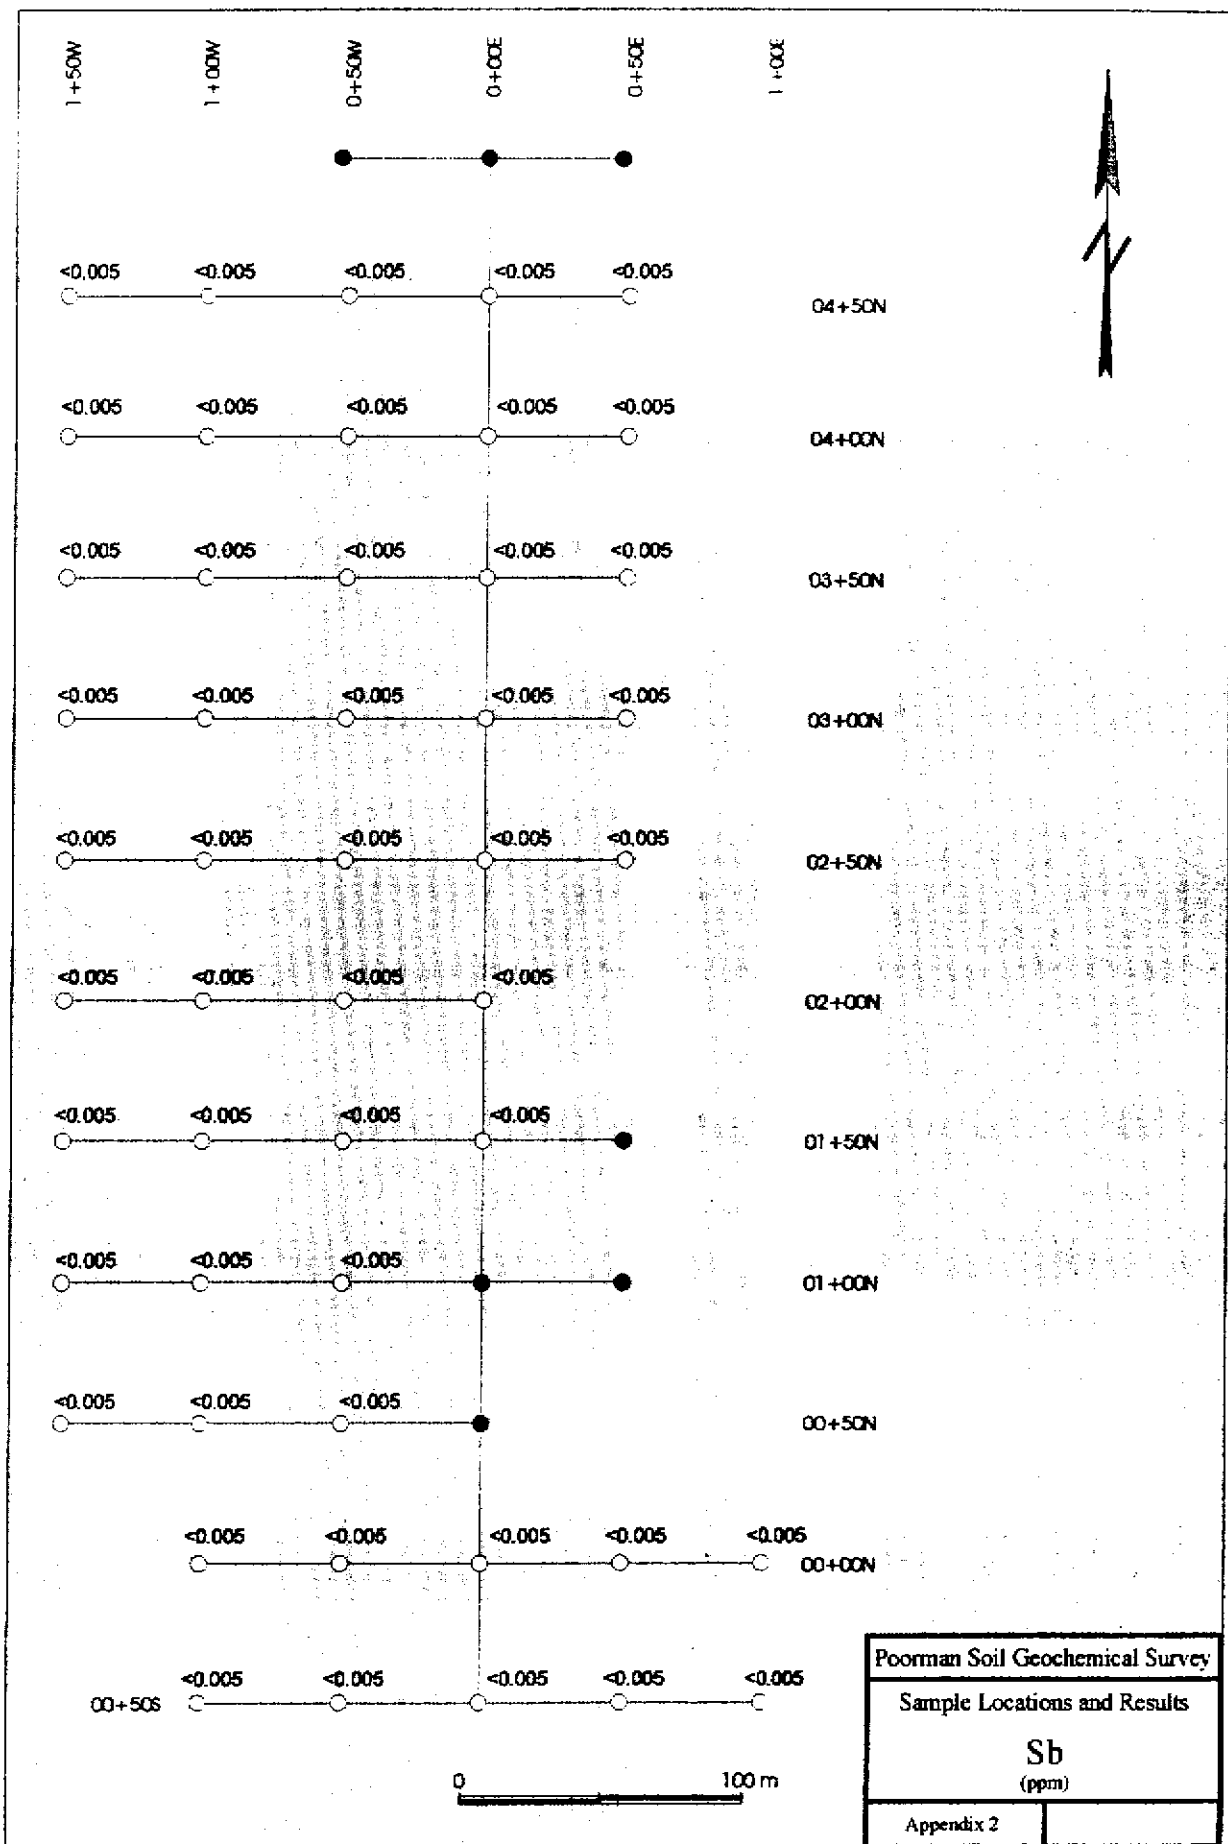 1+50W 1+00W 0+50W 0+00E 0+50E 1+00E
<0.005 <0.005 <0.005 <0.005 <0.005
04+50N
<0.005 <0.005 <0.005 <0.005 <0.005
04+00N
<0.005 <0.005 <0.005 <0.005 <0.005
03+50N
<0.005 <0.005 <0.005 <0.005 <0.005
03+00N
<0.005 <0.005 <0.005 <0.005 <0.005
02+50N
<0.005 <0.005 <0.005 <0.005
02+00N
<0.005 <0.005 <0.005 <0.005
01+50N
<0.005 <0.005 <0.005
01+00N
<0.005 <0.005 <0.005
00+50N
<0.005 <0.005 <0.005 <0.005 <0.005
00+00N
<0.005 <0.005 <0.005 <0.005 <0.005
00+50S
0 100 m
Poorman Soil Geochemical Survey
Sample Locations and Results
Sb
(ppm)
Appendix 2